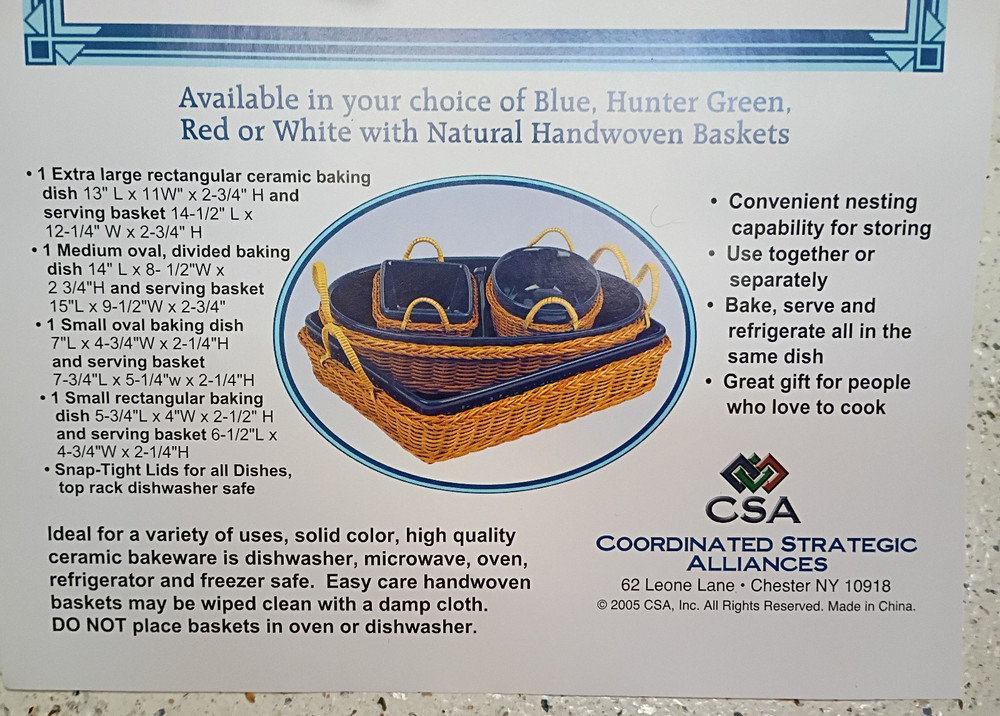 Available in your choice of Blue, Hunter Green,
Red or White with Natural Handwoven Baskets
• 1 Extra large rectangular ceramic baking
dish 13" L x 11W" x 2-3/4" H and
serving basket 14-1/2" L x
12-1/4" W x 2-3/4" H
• 1 Medium oval, divided baking
dish 14" L x 8- 1/2"W x
2 3/4"H and serving basket
15"L x 9-1/2"W x 2-3/4"
• 1 Small oval baking dish
7"L x 4-3/4"W x 2-1/4"H
and serving basket
7-3/4"L x 5-1/4"w x 2-1/4"H
• 1 Small rectangular baking
dish 5-3/4"L x 4"W x 2-1/2" H
and serving basket 6-1/2"L x
4-3/4"W x 2-1/4"H
• Snap-Tight Lids for all Dishes,
top rack dishwasher safe
• Convenient nesting
capability for storing
• Use together or
separately
• Bake, serve and
refrigerate all in the
same dish
• Great gift for people
who love to cook
Ideal for a variety of uses, solid color, high quality
ceramic bakeware is dishwasher, microwave, oven,
refrigerator and freezer safe. Easy care handwoven
baskets may be wiped clean with a damp cloth.
DO NOT place baskets in oven or dishwasher.
CSA
COORDINATED STRATEGIC
ALLIANCES
62 Leone Lane • Chester NY 10918
© 2005 CSA, Inc. All Rights Reserved. Made in China.